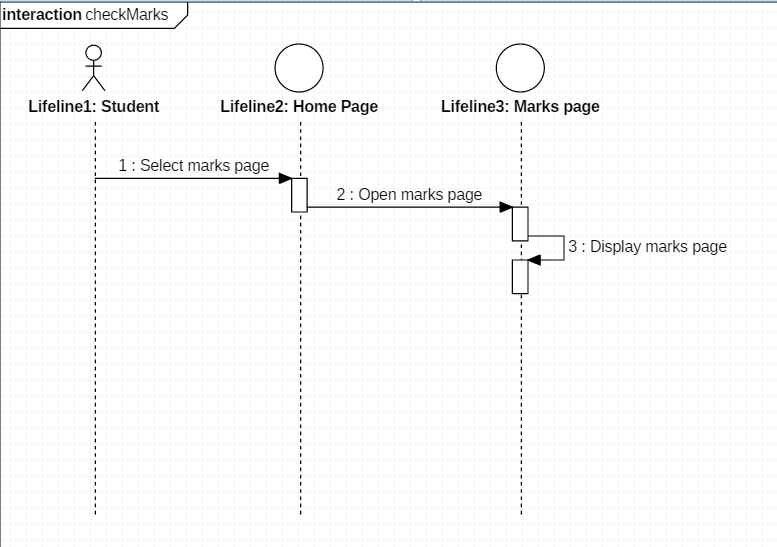 interaction checkMarks
Lifeline1: Student
Lifeline2: Home Page
Lifeline3: Marks page
1 : Select marks page
2 : Open marks page
3 : Display marks page